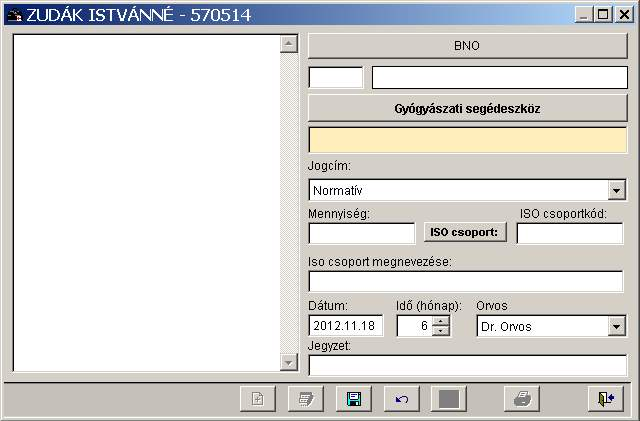 ZUDÁK ISTVÁNNÉ - 570514
BNO
Gyógyászati segédeszköz
Jogcím:
Normatív
Mennyiség:
ISO csoport:
ISO csoportkód:
Iso csoport megnevezése:
Dátum:
Idő (hónap):
Orvos
2012.11.18
6
Dr. Orvos
Jegyzet: